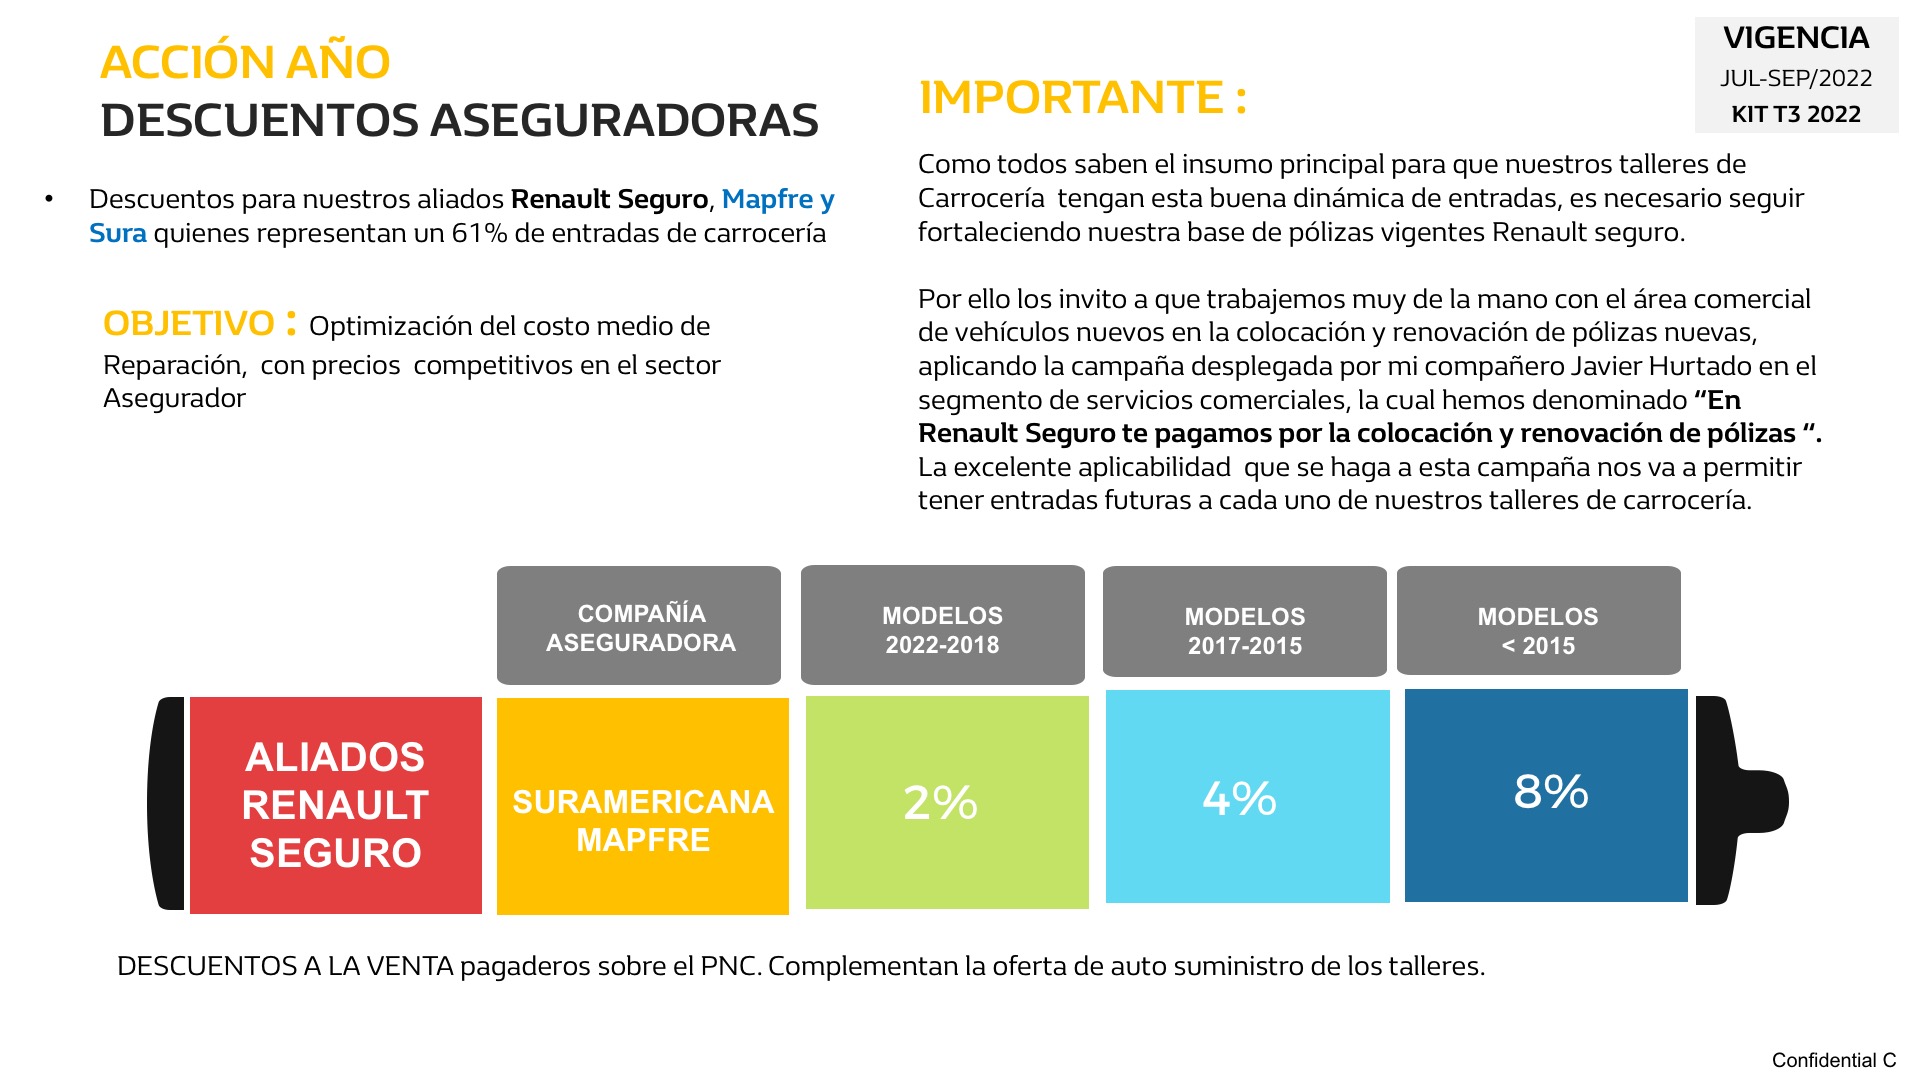 ACCIÓN AÑO
DESCUENTOS ASEGURADORAS
• Descuentos para nuestros aliados Renault Seguro, Mapfre y
Sura quienes representan un 61% de entradas de carrocería
OBJETIVO : Optimización del costo medio de
Reparación, con precios competitivos en el sector
Asegurador
IMPORTANTE :
VIGENCIA
JUL-SEP/2022
KIT T3 2022
Como todos saben el insumo principal para que nuestros talleres de
Carrocería tengan esta buena dinámica de entradas, es necesario seguir
fortaleciendo nuestra base de pólizas vigentes Renault seguro.
Por ello los invito a que trabajemos muy de la mano con el área comercial
de vehículos nuevos en la colocación y renovación de pólizas nuevas,
aplicando la campaña desplegada por mi compañero Javier Hurtado en el
segmento de servicios comerciales, la cual hemos denominado “En
Renault Seguro te pagamos por la colocación y renovación de pólizas “.
La excelente aplicabilidad que se haga a esta campaña nos va a permitir
tener entradas futuras a cada uno de nuestros talleres de carrocería.
COMPAÑÍA
ASEGURADORA
MODELOS
2022-2018
MODELOS
2017-2015
MODELOS
< 2015
ALIADOS
RENAULT
SEGURO
SURAMERICANA
MAPFRE
2%
4%
8%
DESCUENTOS A LA VENTA pagaderos sobre el PNC. Complementan la oferta de auto suministro de los talleres.
Confidential C